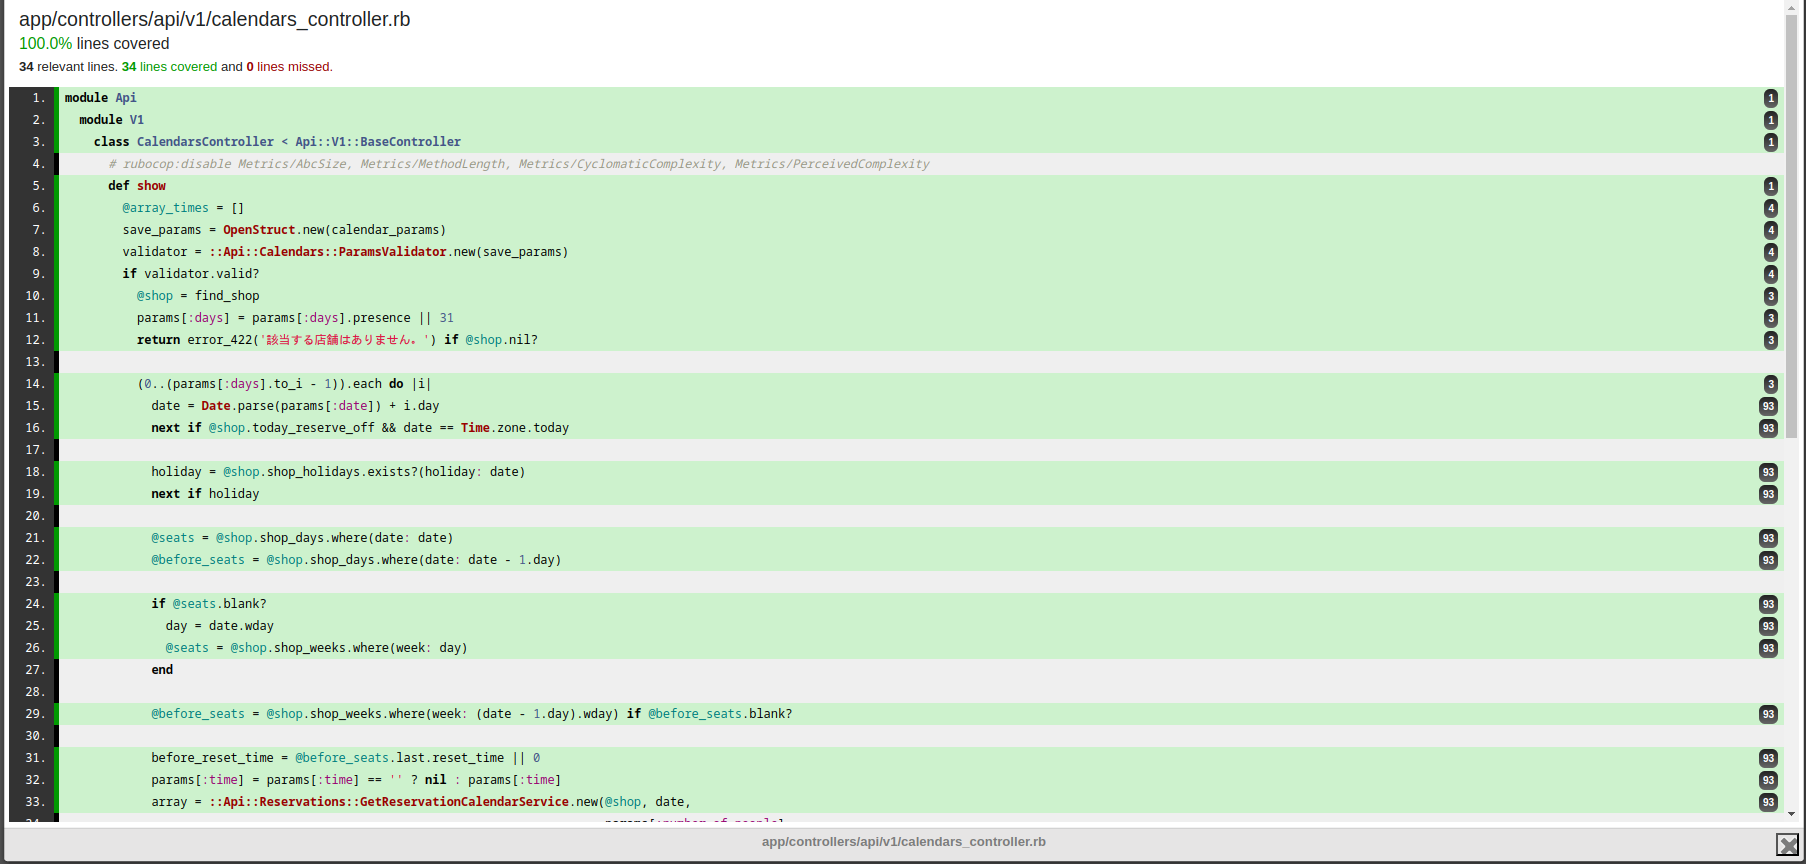 app/controllers/api/v1/calendars_controller.rb
100.0% lines covered
34 relevant lines. 34 lines covered and 0 lines missed.
1. module Api 1
2. module V1 1
3. class CalendarsController < Api::V1::BaseController 1
4. # rubocop:disable Metrics/AbcSize, Metrics/MethodLength, Metrics/CyclomaticComplexity, Metrics/PerceivedComplexity
5. def show 1
6. @array_times = [] 4
7. save_params = OpenStruct.new(calendar_params) 4
8. validator = ::Api::Calendars::ParamsValidator.new(save_params) 4
9. if validator.valid? 4
10. @shop = find_shop 3
11. params[:days] = params[:days].presence || 31 3
12. return error_422('該当する店舗はありません。') if @shop.nil? 3
13.
14. (0..(params[:days].to_i - 1)).each do |i| 3
15. date = Date.parse(params[:date]) + i.day 93
16. next if @shop.today_reserve_off && date == Time.zone.today 93
17.
18. holiday = @shop.shop_holidays.exists?(holiday: date) 93
19. next if holiday 93
20.
21. @seats = @shop.shop_days.where(date: date) 93
22. @before_seats = @shop.shop_days.where(date: date - 1.day) 93
23.
24. if @seats.blank? 93
25. day = date.wday 93
26. @seats = @shop.shop_weeks.where(week: day) 93
27. end
28.
29. @before_seats = @shop.shop_weeks.where(week: (date - 1.day).wday) if @before_seats.blank? 93
30.
31. before_reset_time = @before_seats.last.reset_time || 0 93
32. params[:time] = params[:time] == '' ? nil : params[:time] 93
33. array = ::Api::Reservations::GetReservationCalendarService.new(@shop, date, 93
34. params[:number_of_people]
app/controllers/api/v1/calendars_controller.rb